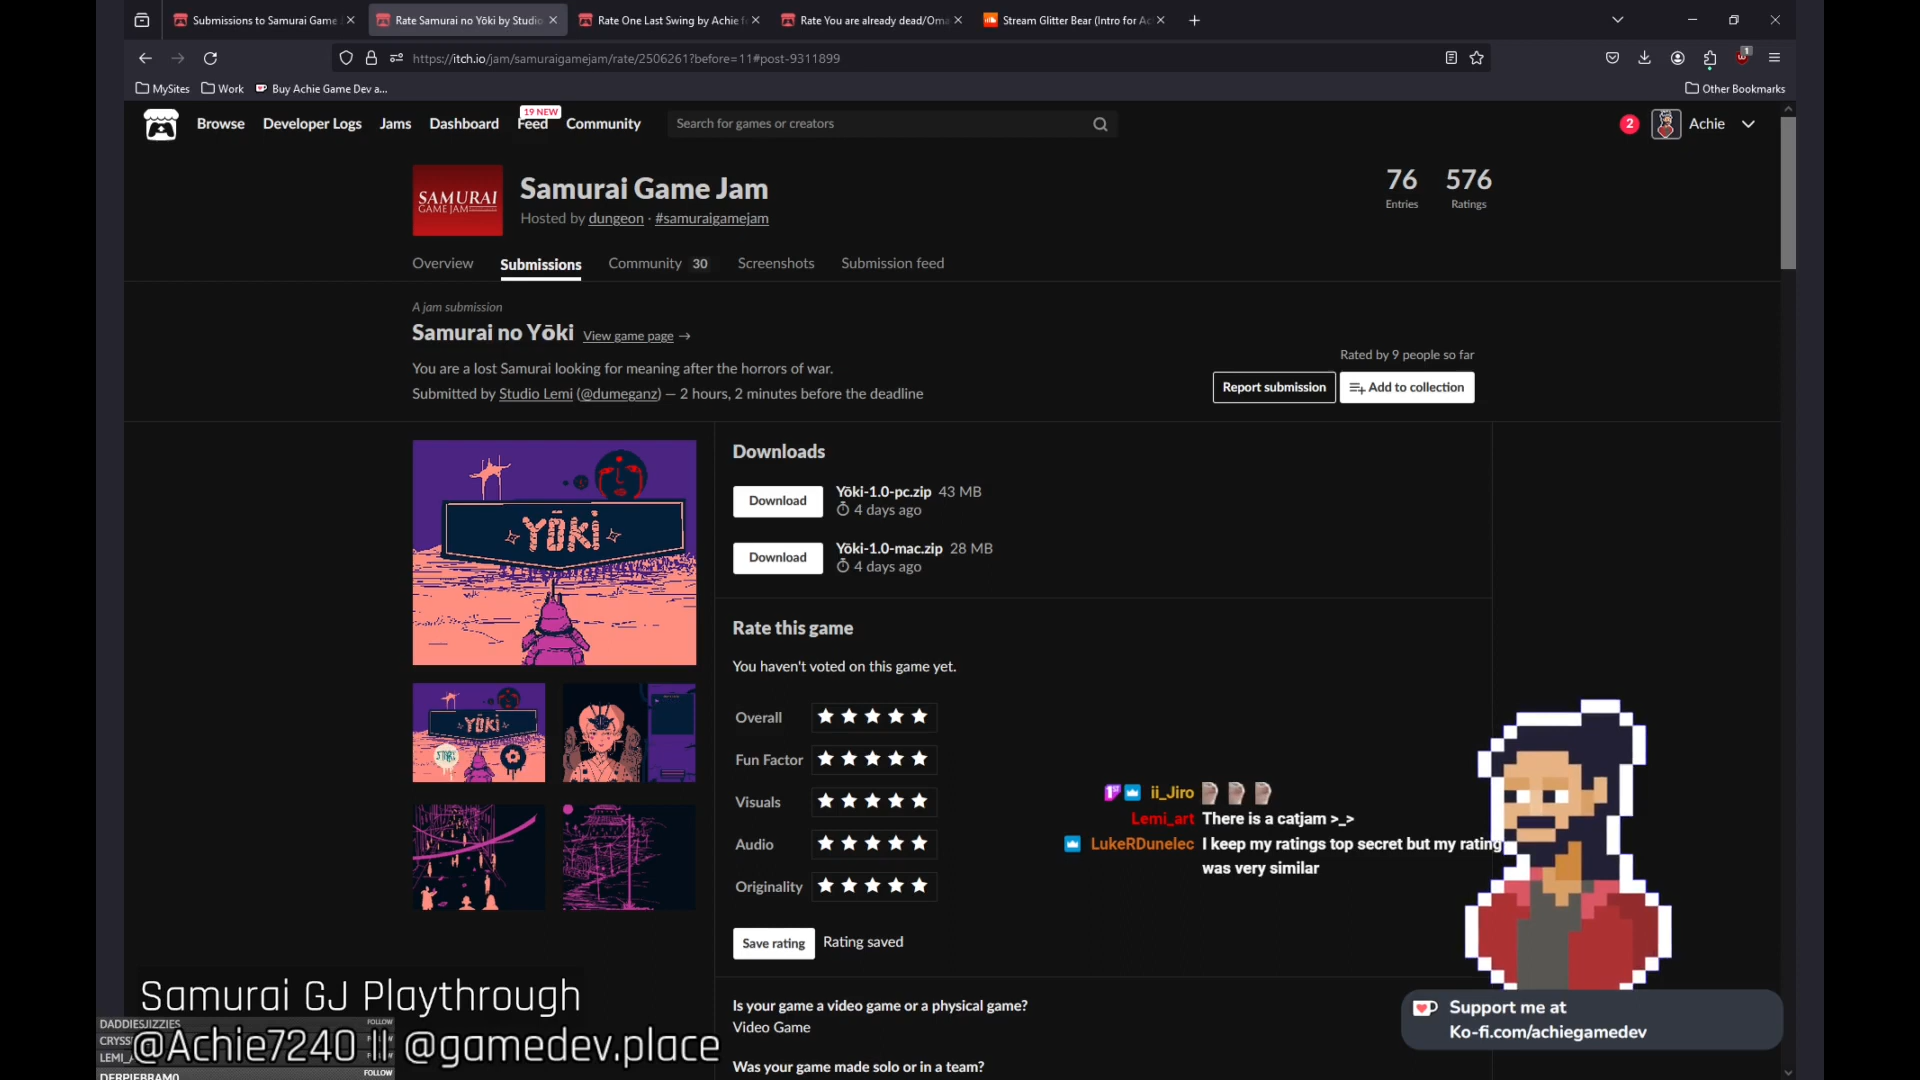 Submissions to Samurai Game
Rate Samurai no Yōki by Studio
Rate One Last Swing by Achie f
Rate You are already dead/Oma
Stream Glitter Bear (Intro for Ac
https://itch.io/jam/samuraigamejam/rate/2506261?before=11#post-9311899
1
MySites
Work
Buy Achie Game Dev a...
Other Bookmarks
Browse
Developer Logs
Jams
Dashboard
19 NEW
Feed
Community
Search for games or creators
2
Achie
SAMURAI
GAME JAM
Samurai Game Jam
Hosted by dungeon · #samuraigamejam
76
Entries
576
Ratings
Overview
Submissions
Community 30
Screenshots
Submission feed
A jam submission
Samurai no Yōki View game page →
You are a lost Samurai looking for meaning after the horrors of war.
Submitted by Studio Lemi (@dumeganz) — 2 hours, 2 minutes before the deadline
Rated by 9 people so far
Report submission
Add to collection
YŌKi
YŌKi
START
Downloads
Download
Yōki-1.0-pc.zip 43 MB
4 days ago
Download
Yōki-1.0-mac.zip 28 MB
4 days ago
Rate this game
You haven't voted on this game yet.
Overall
Fun Factor
Visuals
Audio
Originality
Save rating
Rating saved
Is your game a video game or a physical game?
Video Game
Was your game made solo or in a team?
ii_Jiro
Lemi_art There is a catjam >_>
LukeRDunelec I keep my ratings top secret but my rating
was very similar
Support me at
Ko-fi.com/achiegamedev
Samurai GJ Playthrough
@Achie7240 || @gamedev.place
DADDIESJIZZIES FOLLOW
CRYSS
LEMI_A
DERPIEBRAM0 FOLLOW